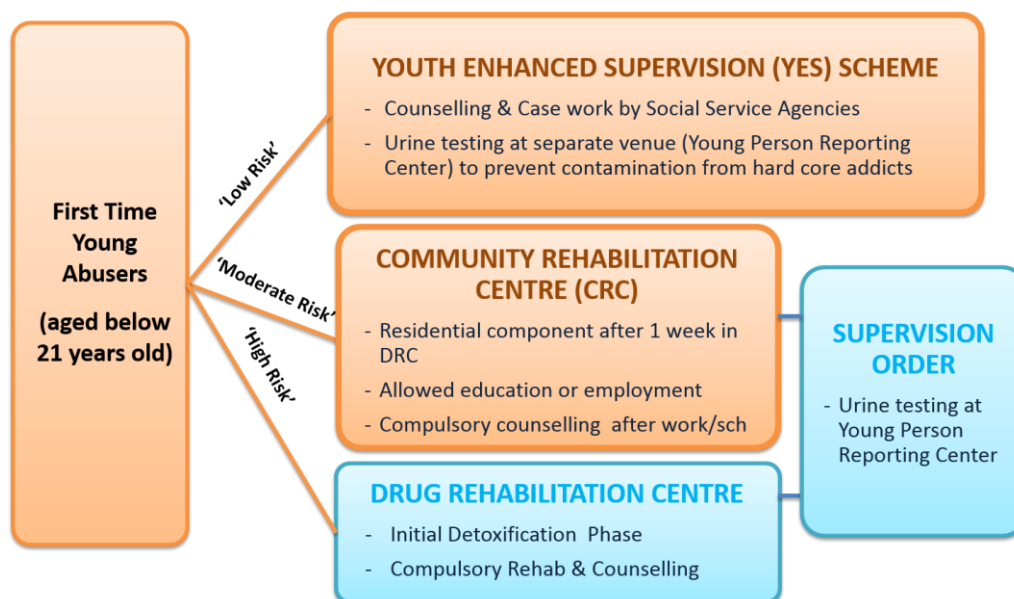 First Time
Young
Abusers
(aged below
21 years old)
'Low Risk'
'Moderate Risk'
'High Risk'
YOUTH ENHANCED SUPERVISION (YES) SCHEME
- Counselling & Case work by Social Service Agencies
- Urine testing at separate venue (Young Person Reporting
Center) to prevent contamination from hard core addicts
COMMUNITY REHABILITATION
CENTRE (CRC)
- Residential component after 1 week in
DRC
- Allowed education or employment
- Compulsory counselling after work/sch
DRUG REHABILITATION CENTRE
- Initial Detoxification Phase
- Compulsory Rehab & Counselling
SUPERVISION
ORDER
- Urine testing at
Young Person
Reporting Center